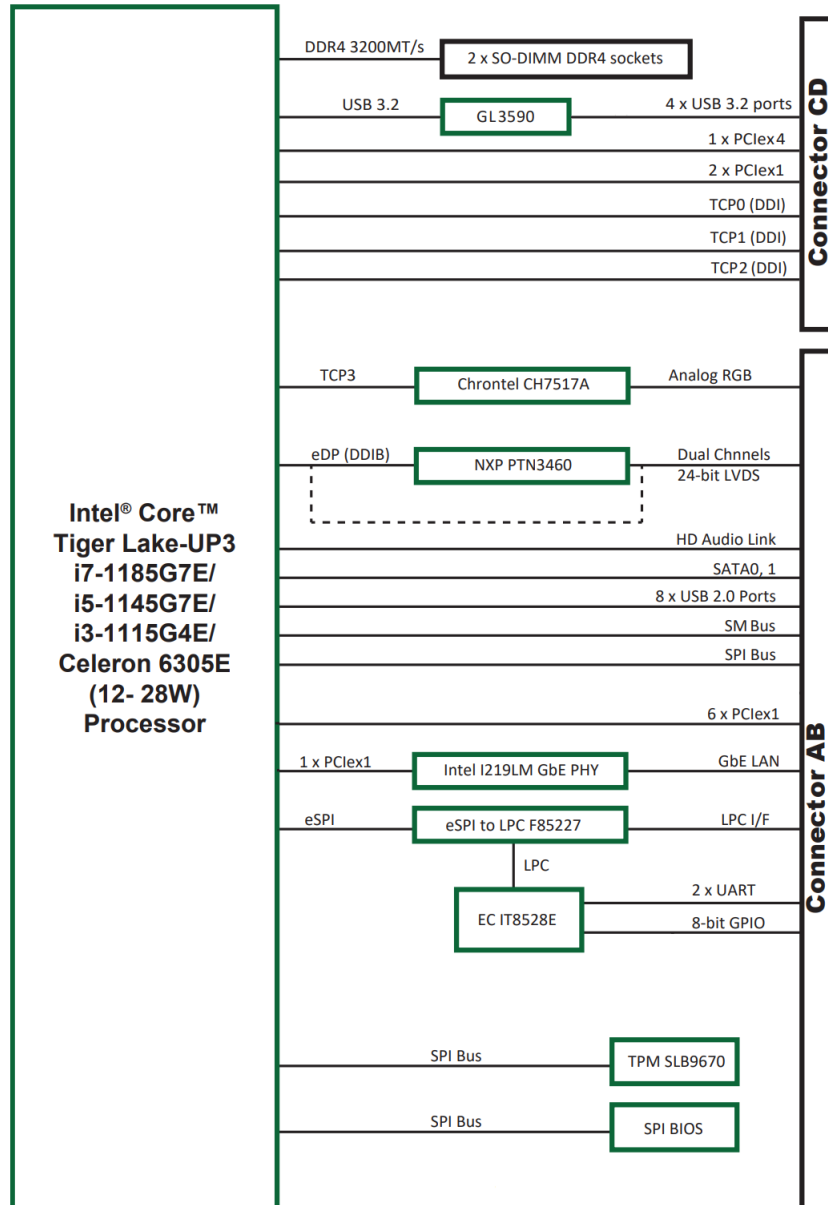 DDR4 3200MT/s
2 x SO-DIMM DDR4 sockets
USB 3.2
GL3590
4 x USB 3.2 ports
1 x PCIex4
2 x PCIex1
TCP0 (DDI)
TCP1 (DDI)
TCP2 (DDI)
Connector CD
TCP3
Chrontel CH7517A
Analog RGB
eDP (DDIB)
NXP PTN3460
Dual Chnnels
24-bit LVDS
Intel® Core™
Tiger Lake-UP3
i7-1185G7E/
i5-1145G7E/
i3-1115G4E/
Celeron 6305E
(12- 28W)
Processor
HD Audio Link
SATA0, 1
8 x USB 2.0 Ports
SM Bus
SPI Bus
6 x PCIex1
1 x PCIex1
Intel I219LM GbE PHY
GbE LAN
eSPI
eSPI to LPC F85227
LPC I/F
LPC
EC IT8528E
2 x UART
8-bit GPIO
Connector AB
SPI Bus
TPM SLB9670
SPI Bus
SPI BIOS